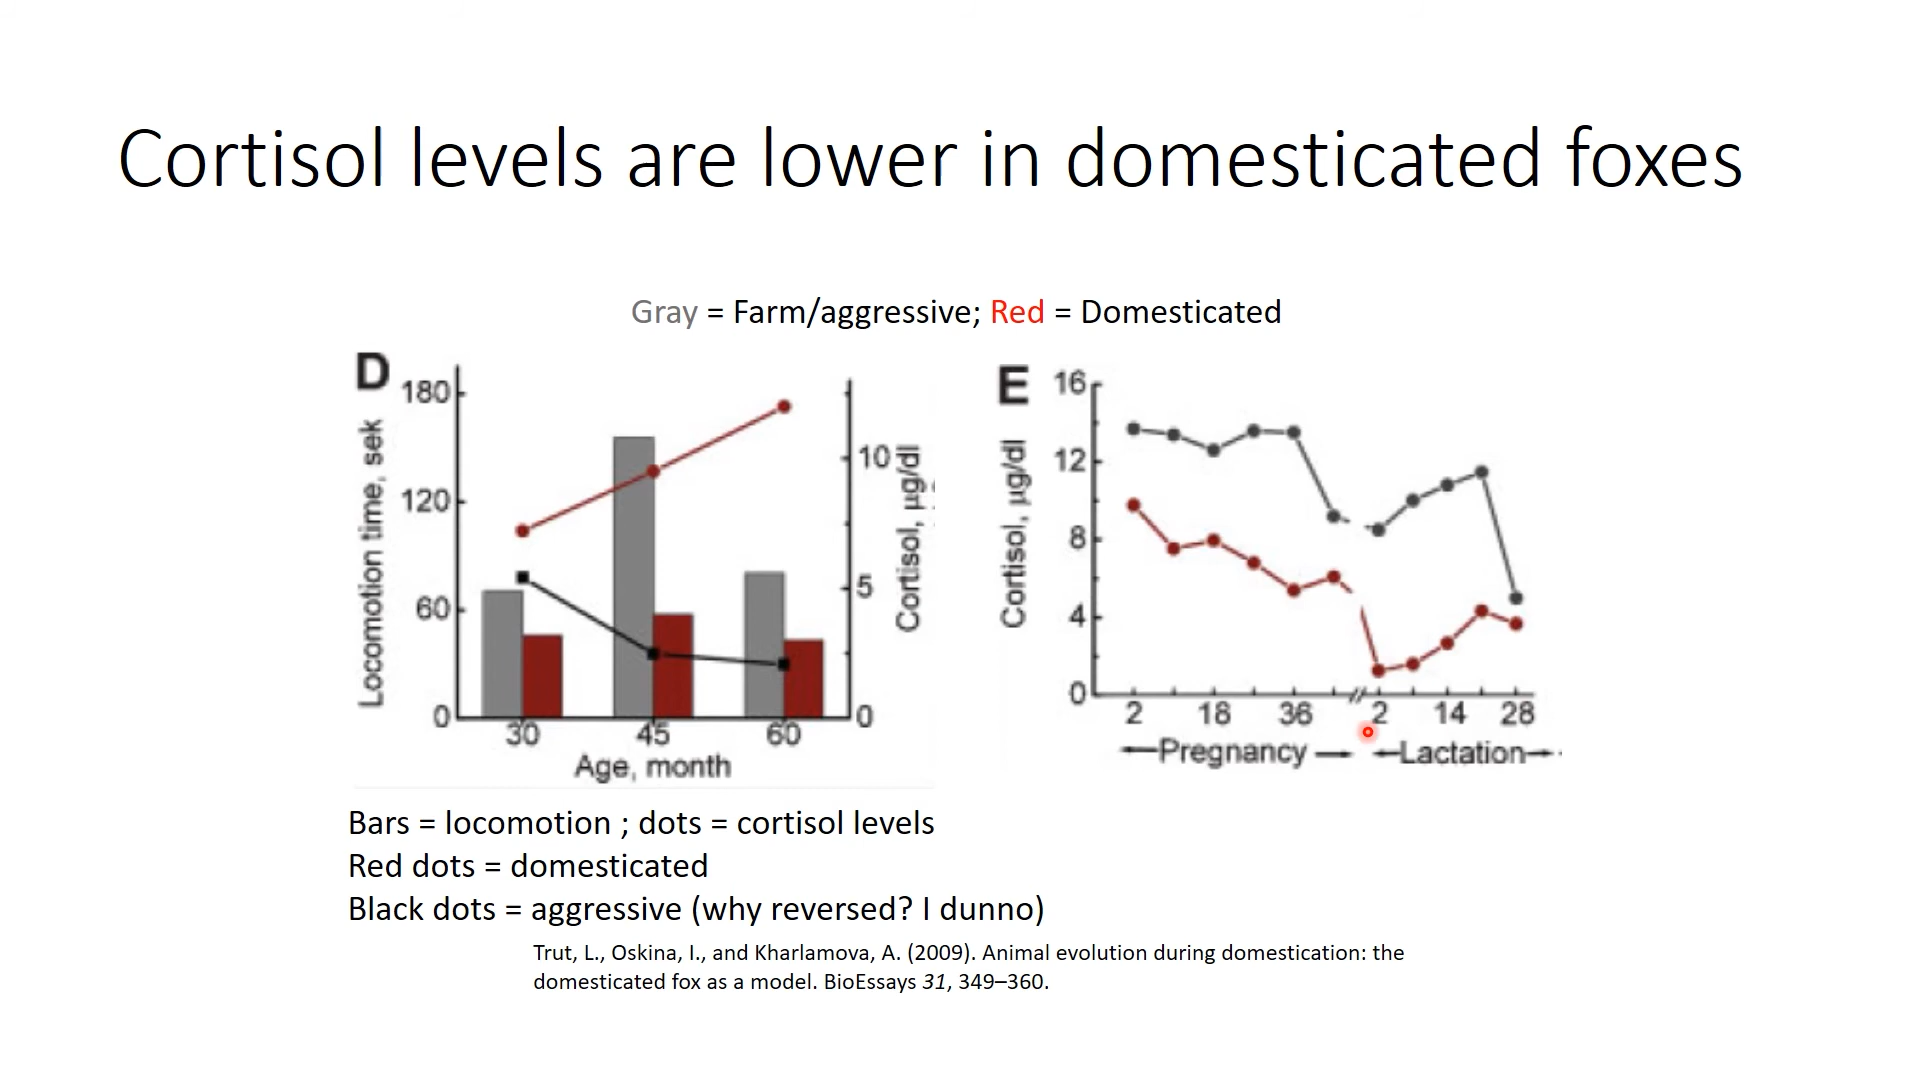 Cortisol levels are lower in domesticated foxes
Gray = Farm/aggressive; Red = Domesticated
D
Locomotion time, sek
180
120
60
0
30 45 60
Age, month
10
5
0
Cortisol, µg/dl
E
Cortisol, µg/dl
16
12
8
4
0
2 18 36 2 14 28
←Pregnancy → ←Lactation→
Bars = locomotion ; dots = cortisol levels
Red dots = domesticated
Black dots = aggressive (why reversed? I dunno)
Trut, L., Oskina, I., and Kharlamova, A. (2009). Animal evolution during domestication: the
domesticated fox as a model. BioEssays 31, 349–360.